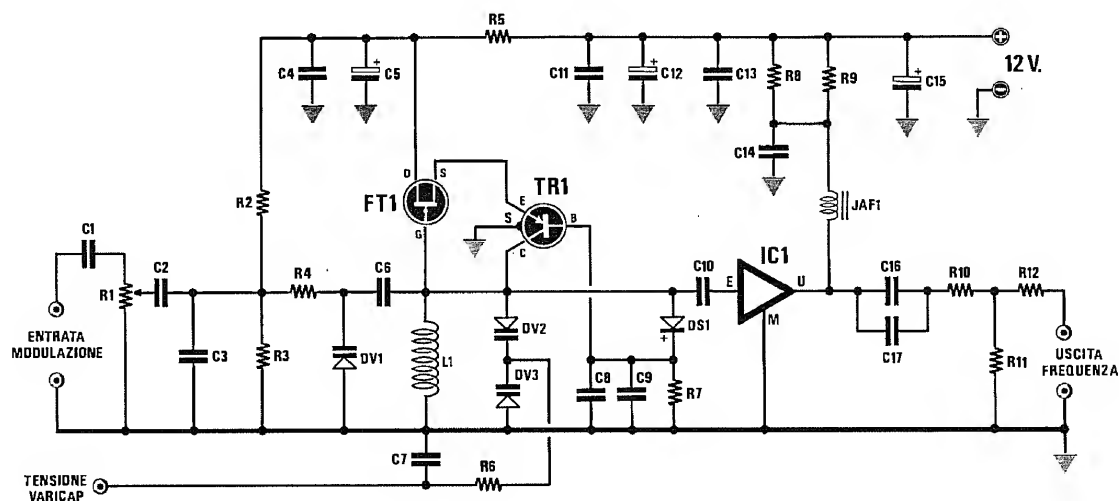 R5
C4
C5
+
C11
C12
+
C13
R8
R9
C15
+
+
12 V.
−
C14
D
S
FT1
G
E
S
C
B
TR1
JAF1
R2
C1
R1
C2
R4
C6
C10
E
IC1
U
M
C16
C17
R10
R12
ENTRATA
MODULAZIONE
C3
R3
DV1
L1
DV2
DV3
DS1
+
C8
C9
R7
R11
USCITA
FREQUENZA
C7
R6
TENSIONE
VARICAP